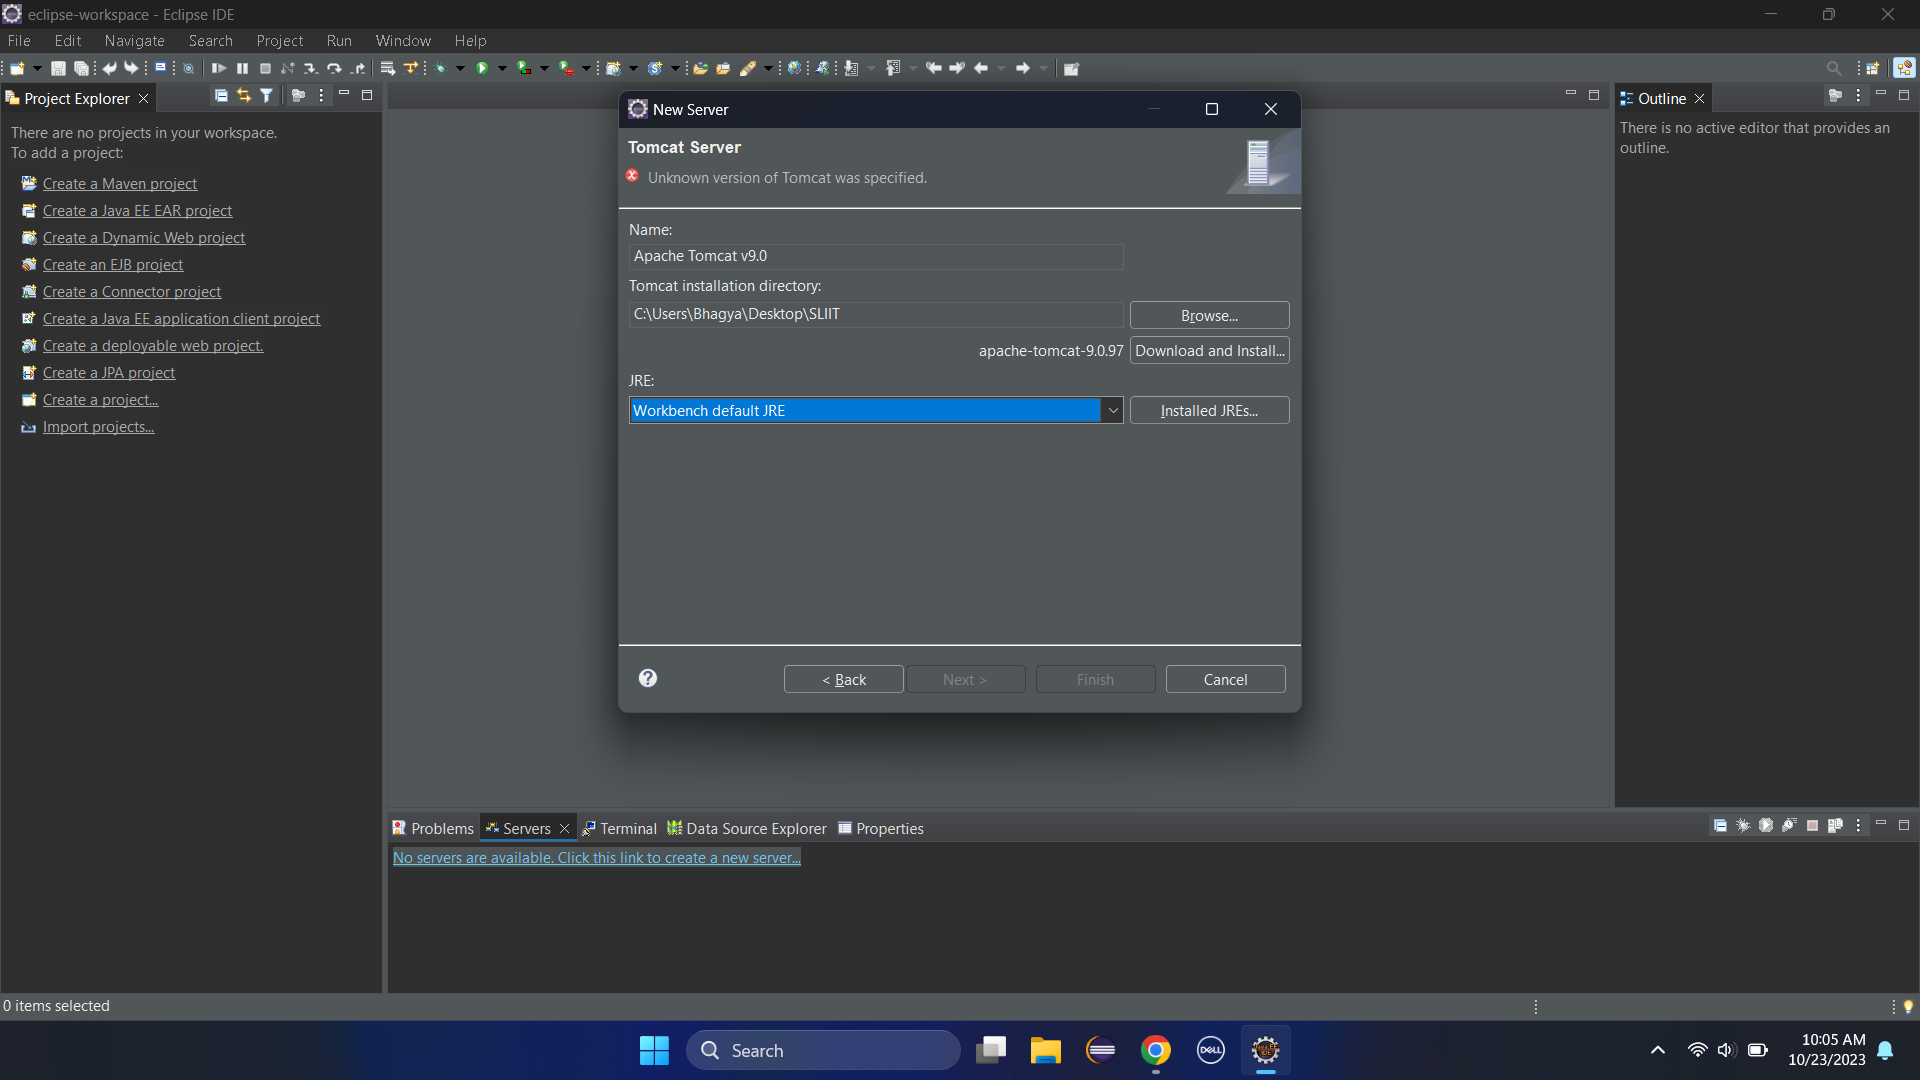 eclipse-workspace - Eclipse IDE
File Edit Navigate Search Project Run Window Help
Project Explorer
There are no projects in your workspace.
To add a project:
Create a Maven project
Create a Java EE EAR project
Create a Dynamic Web project
Create an EJB project
Create a Connector project
Create a Java EE application client project
Create a deployable web project.
Create a JPA project
Create a project...
Import projects...
New Server
Tomcat Server
Unknown version of Tomcat was specified.
Name:
Apache Tomcat v9.0
Tomcat installation directory:
C:\Users\Bhagya\Desktop\SLIIT
Browse...
apache-tomcat-9.0.97 Download and Install...
JRE:
Workbench default JRE
Installed JREs...
< Back Next > Finish Cancel
Outline
There is no active editor that provides an
outline.
Problems Servers Terminal Data Source Explorer Properties
No servers are available. Click this link to create a new server...
0 items selected
Search
DELL
10:05 AM
10/23/2023